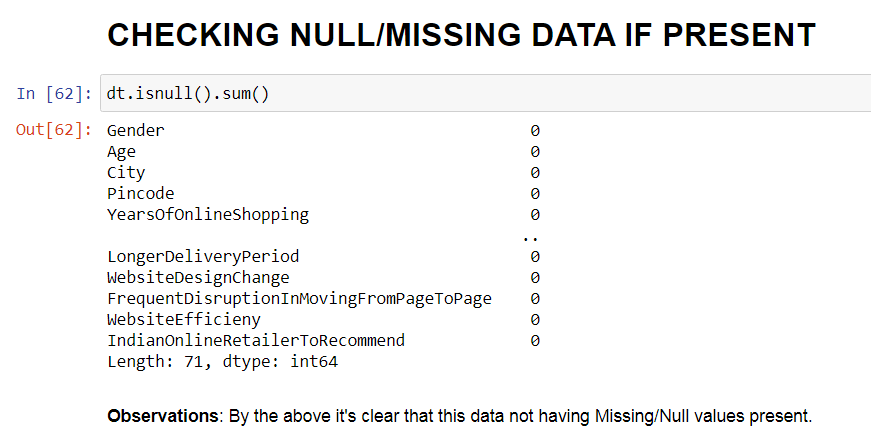 CHECKING NULL/MISSING DATA IF PRESENT
In [62]: dt.isnull().sum()
Out[62]: Gender 0
Age 0
City 0
Pincode 0
YearsOfOnlineShopping 0
..
LongerDeliveryPeriod 0
WebsiteDesignChange 0
FrequentDisruptionInMovingFromPageToPage 0
WebsiteEfficieny 0
IndianOnlineRetailerToRecommend 0
Length: 71, dtype: int64
Observations: By the above it's clear that this data not having Missing/Null values present.